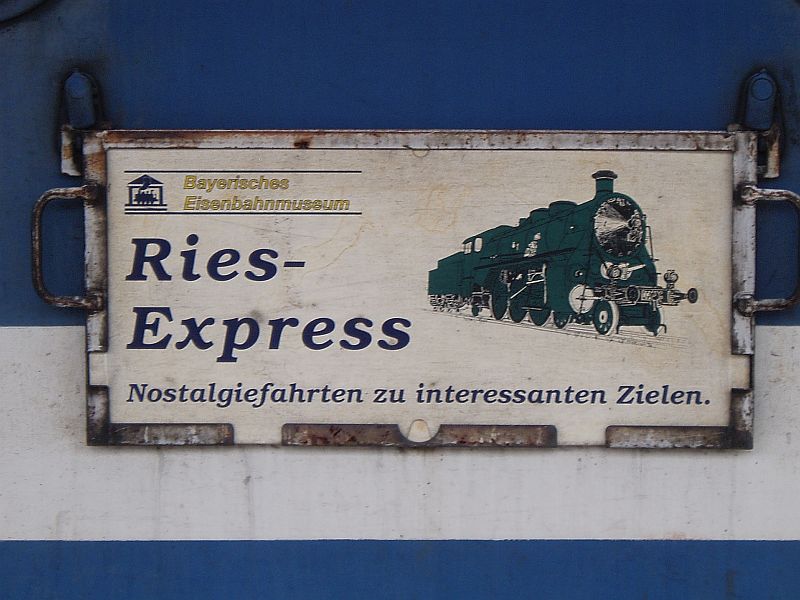 Bayerisches
Eisenbahnmuseum
Ries-
Express
Nostalgiefahrten zu interessanten Zielen.